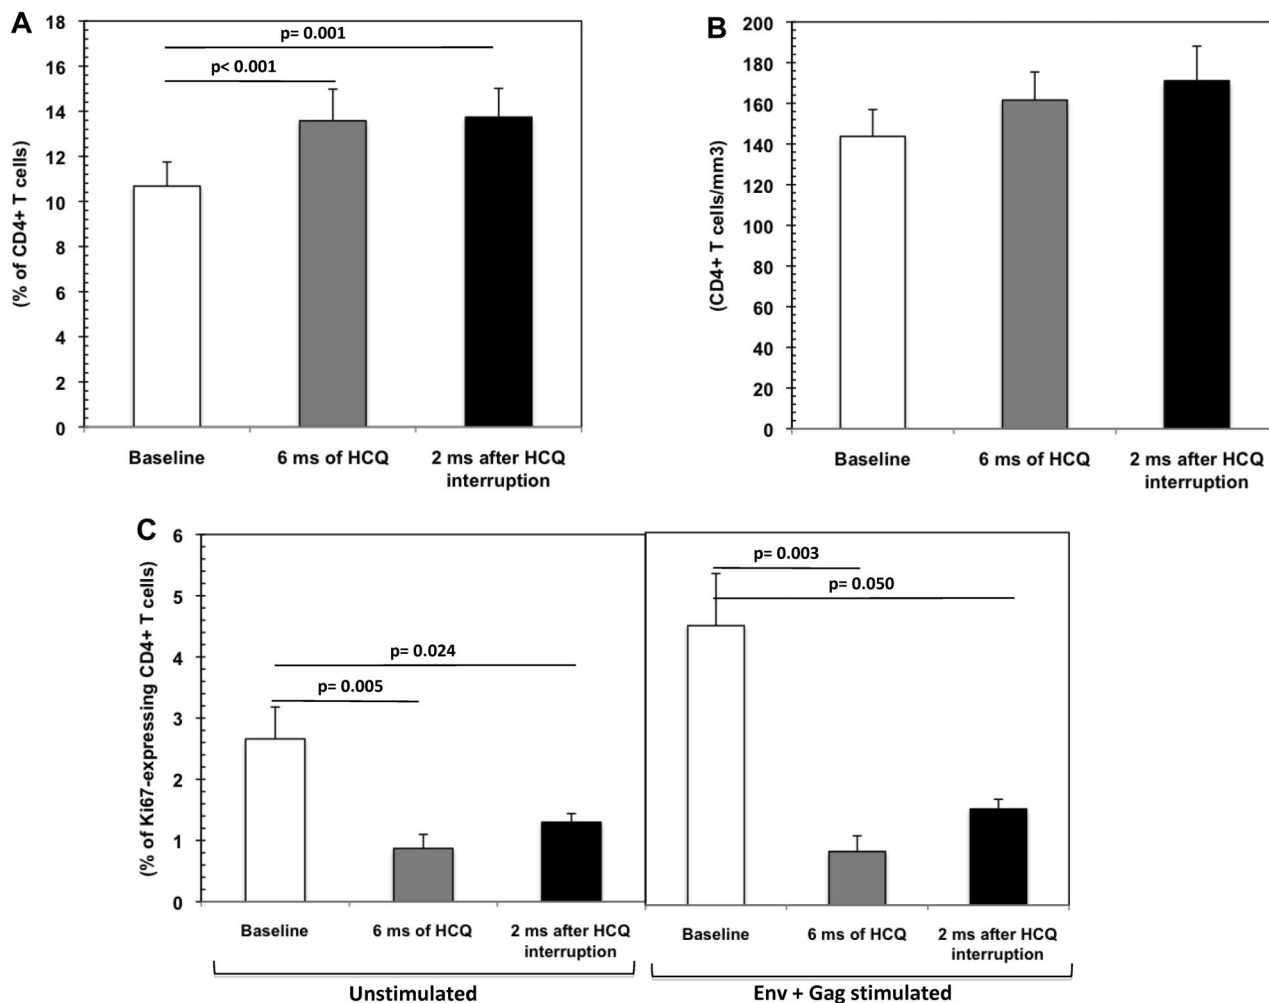 A
(% of CD4+ T cells)
18
16
14
12
10
8
6
4
2
0
p= 0.001
p< 0.001
Baseline
6 ms of HCQ
2 ms after HCQ
interruption
B
(CD4+ T cells/mm3)
200
180
160
140
120
100
80
60
40
20
0
Baseline
6 ms of HCQ
2 ms after HCQ
interruption
C
(% of Ki67-expressing CD4+ T cells)
6
5
4
3
2
1
0
p= 0.024
p= 0.005
Baseline
6 ms of HCQ
2 ms after HCQ
interruption
Unstimulated
p= 0.003
p= 0.050
Baseline
6 ms of HCQ
2 ms after HCQ
interruption
Env + Gag stimulated